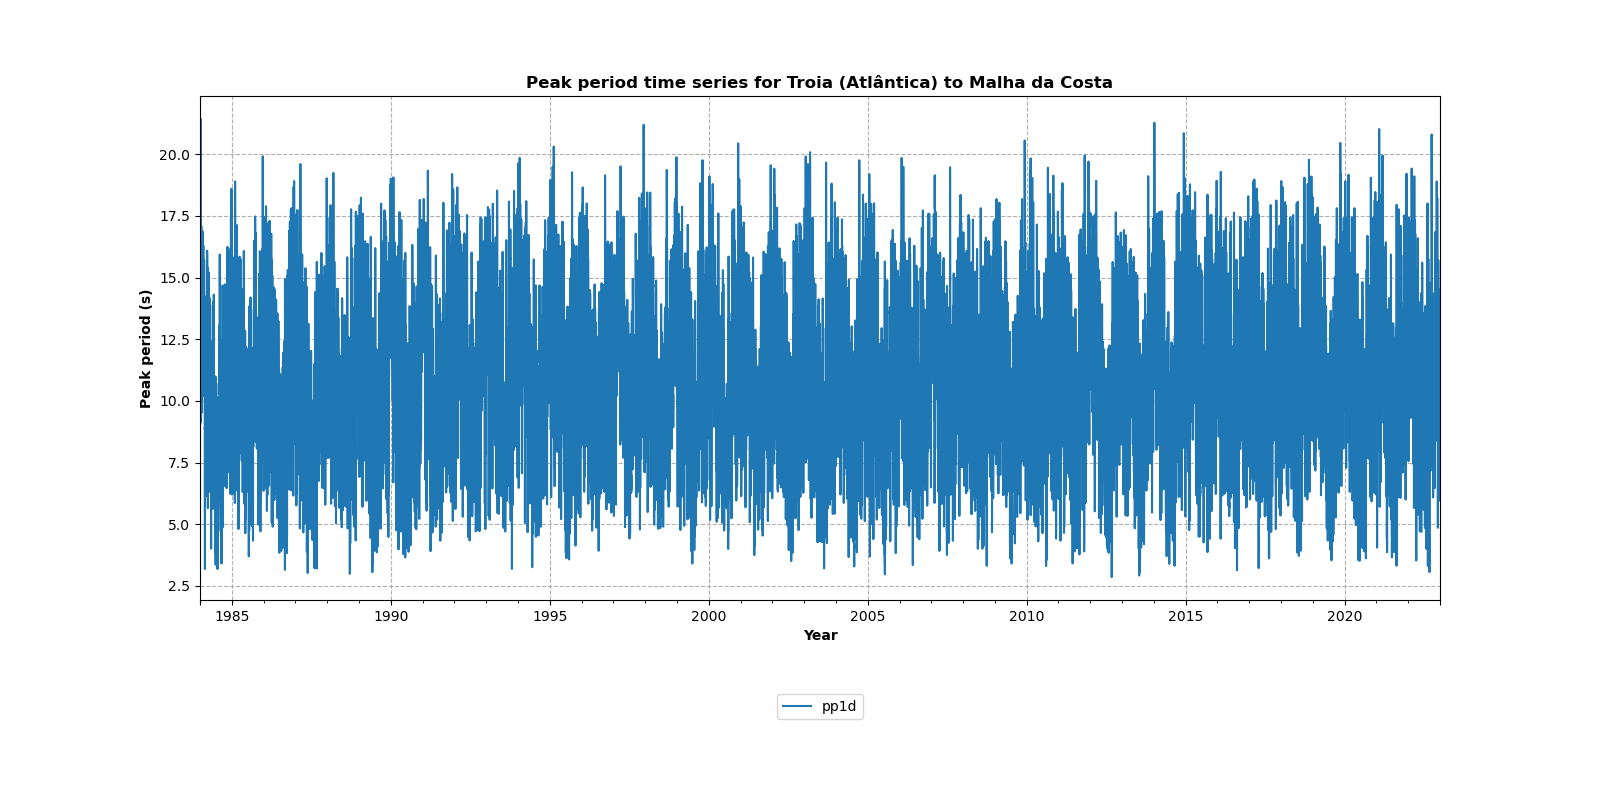 Peak period time series for Troia (Atlântica) to Malha da Costa
Peak period (s)
20.0
17.5
15.0
12.5
10.0
7.5
5.0
2.5
1985 1990 1995 2000 2005 2010 2015 2020
Year
pp1d